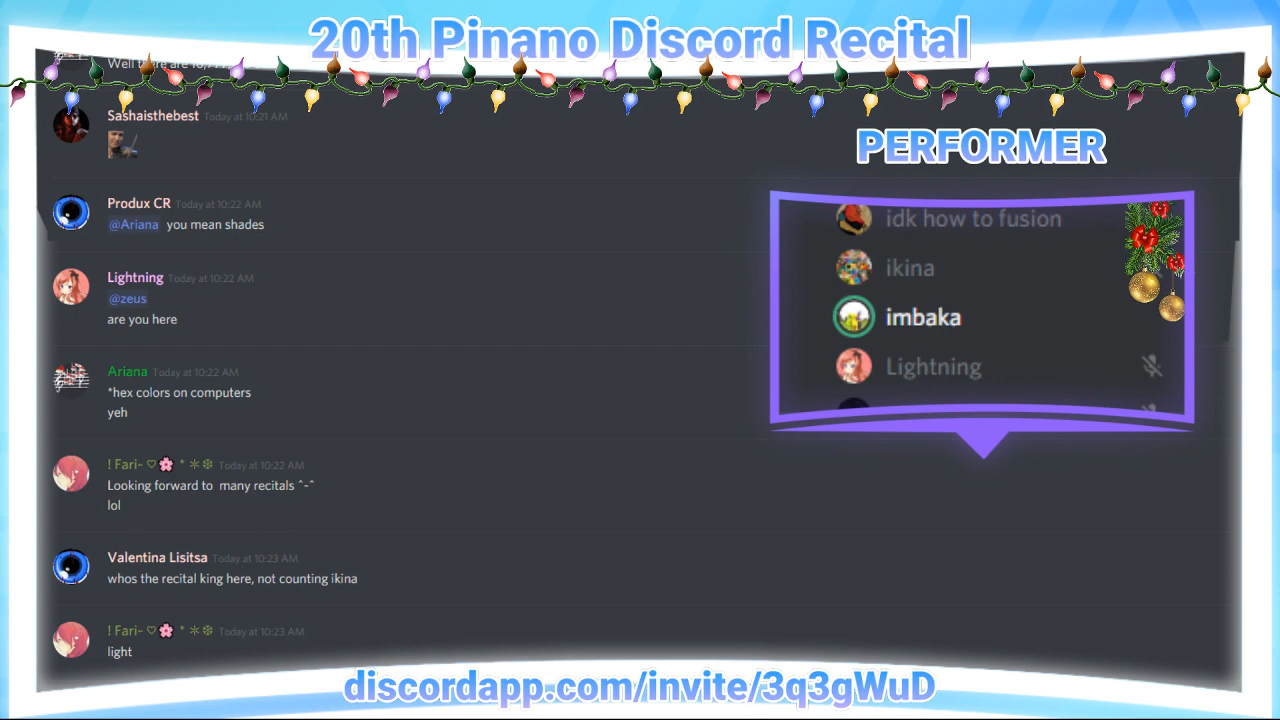 20th Pinano Discord Recital
Sashaisthebest Today at 10:21 AM
Produx CR Today at 10:22 AM
@Ariana you mean shades
Lightning Today at 10:22 AM
@zeus
are you here
Ariana Today at 10:22 AM
*hex colors on computers
yeh
! Fari- ♡🌸 * ✳❄ Today at 10:22 AM
Looking forward to many recitals ^-^
lol
Valentina Lisitsa Today at 10:23 AM
whos the recital king here, not counting ikina
! Fari- ♡🌸 * ✳❄ Today at 10:23 AM
light
PERFORMER
idk how to fusion
ikina
imbaka
Lightning
discordapp.com/invite/3q3gWuD